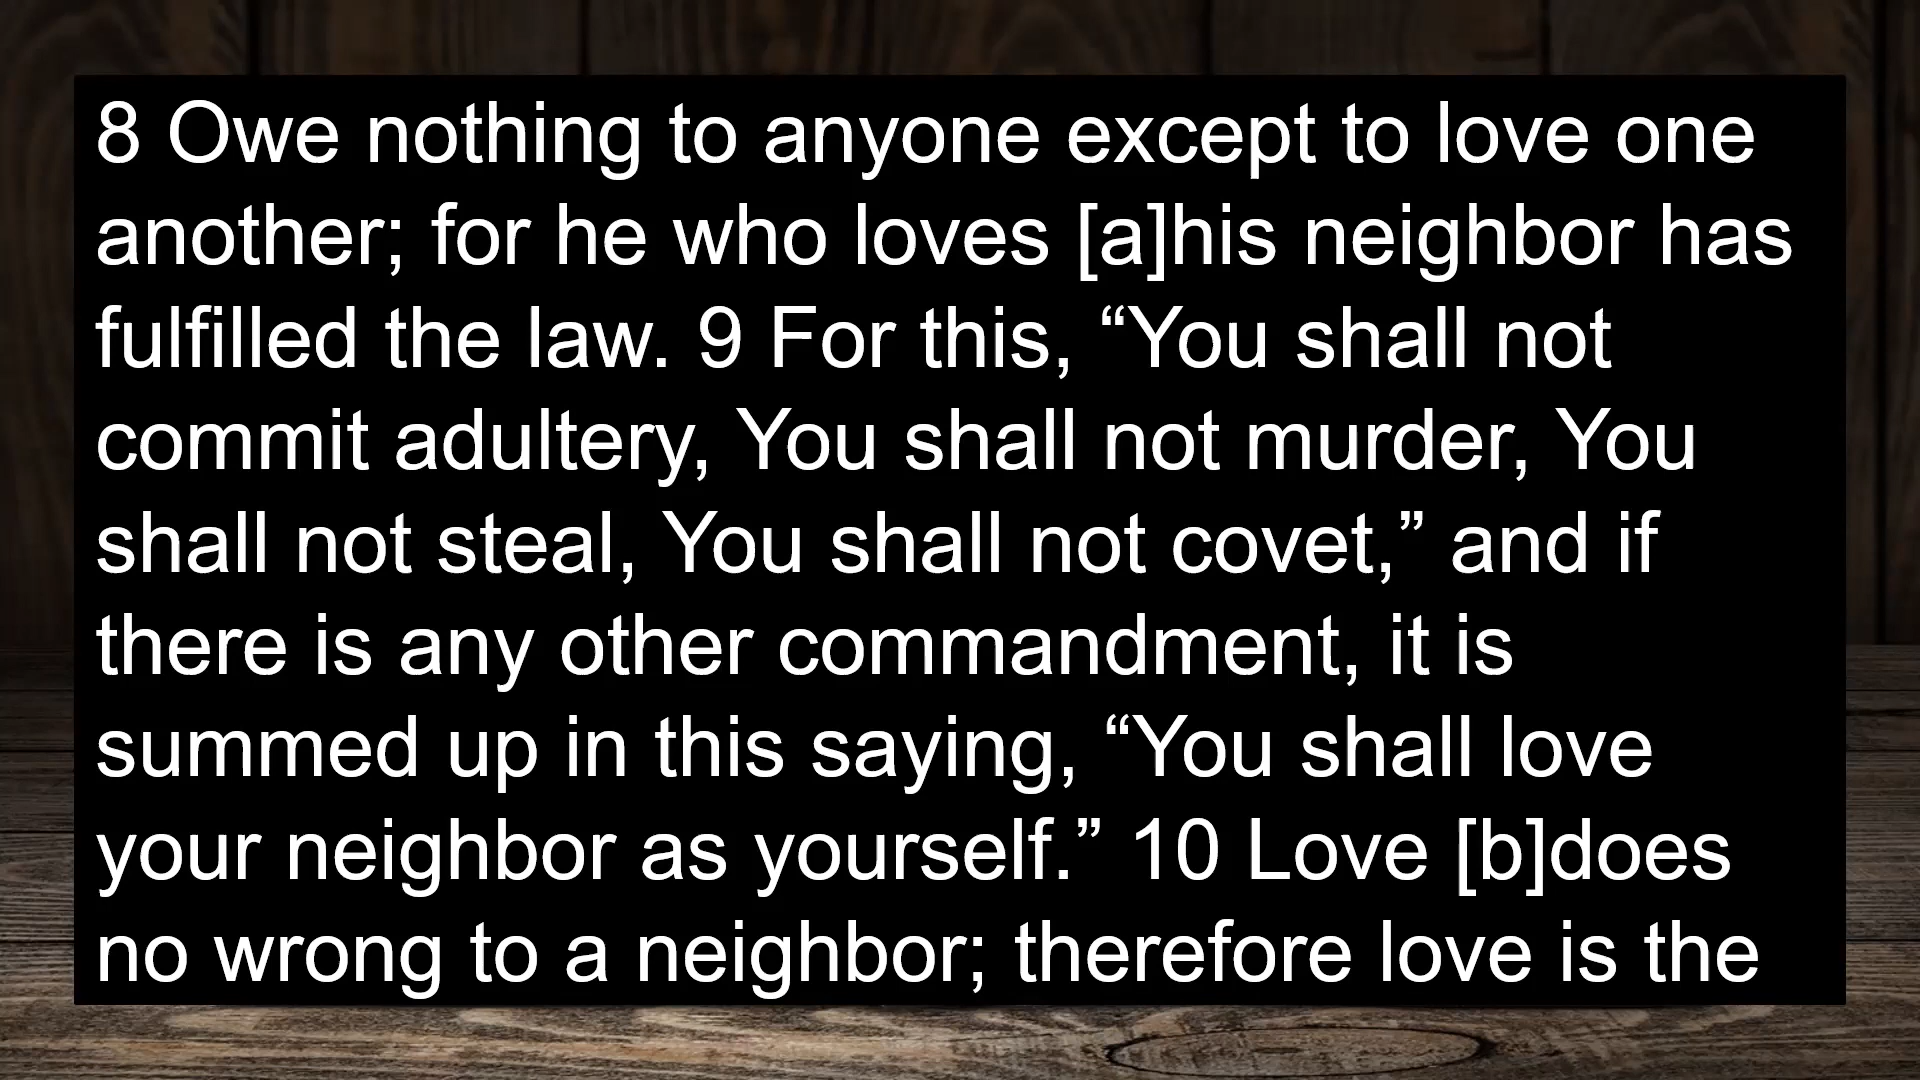 8 Owe nothing to anyone except to love one
another; for he who loves [a]his neighbor has
fulfilled the law. 9 For this, “You shall not
commit adultery, You shall not murder, You
shall not steal, You shall not covet,” and if
there is any other commandment, it is
summed up in this saying, “You shall love
your neighbor as yourself.” 10 Love [b]does
no wrong to a neighbor; therefore love is the